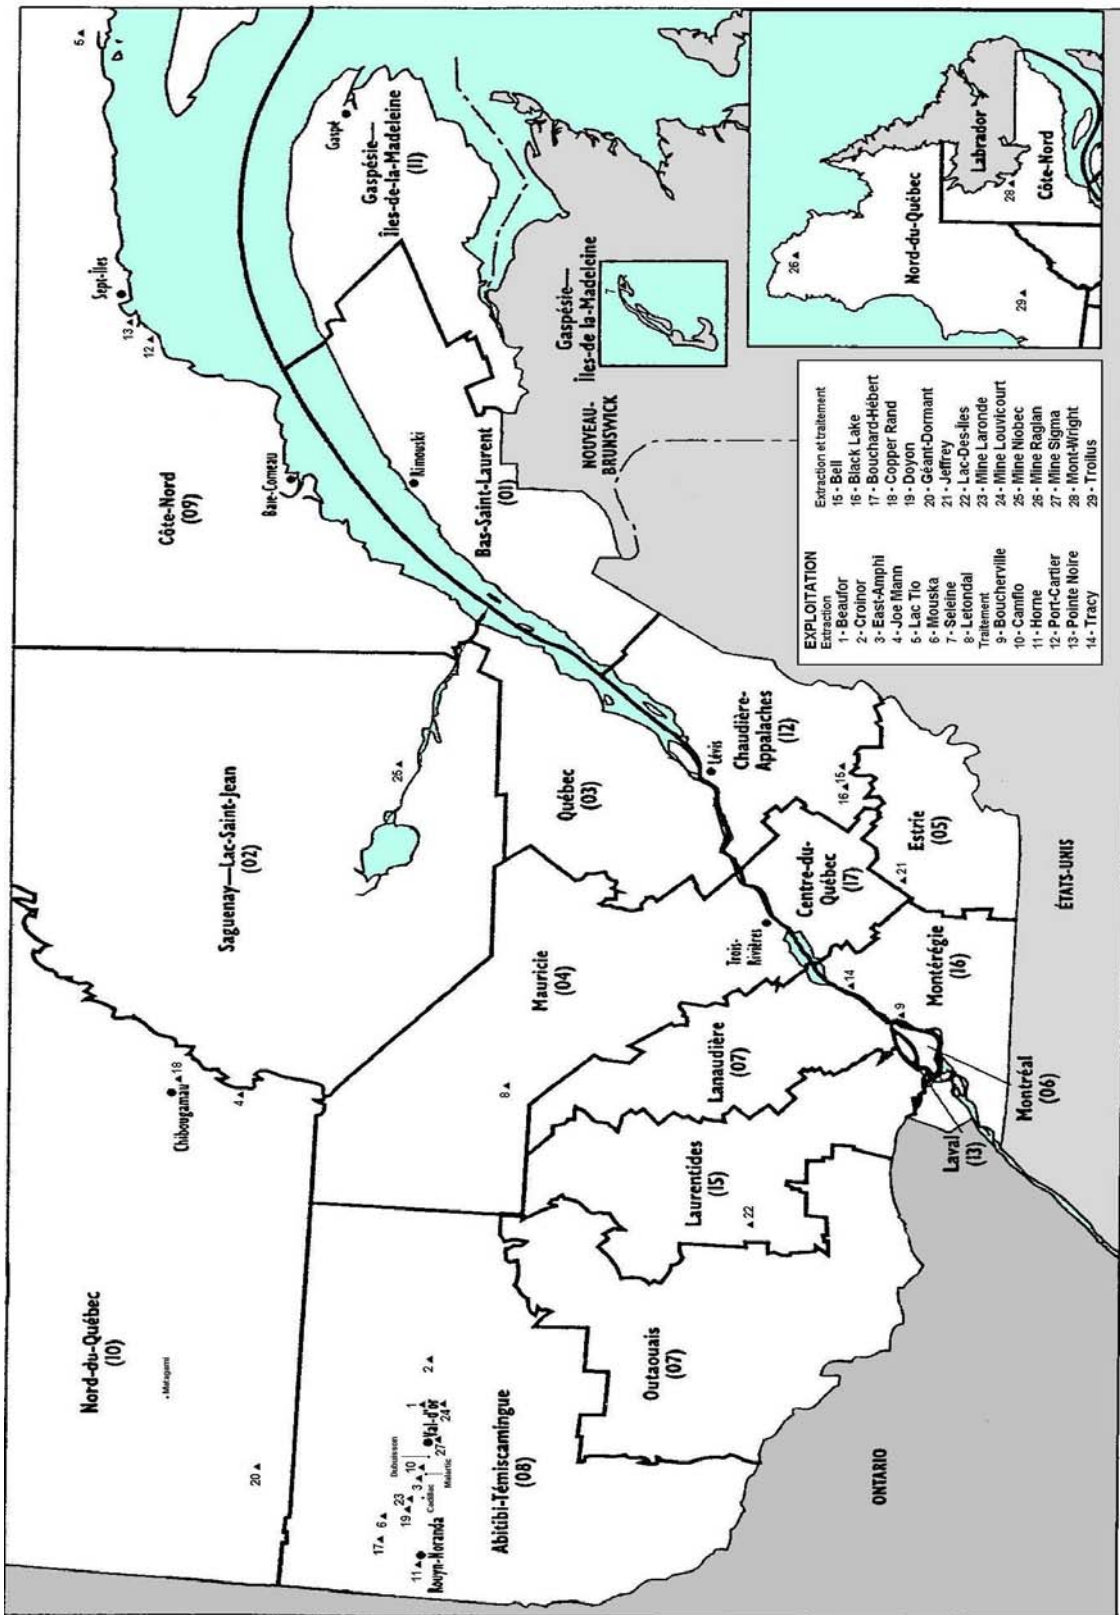 Nord-du-Québec
(10)
• Matagami
20
Chibougamau
18
4
Saguenay—Lac-Saint-Jean
(02)
25
Côte-Nord
(09)
Baie-Comeau
Sept-Îles
13
12
5
Gaspé
Gaspésie—
Îles-de-la-Madeleine
(11)
Rimouski
Bas-Saint-Laurent
(01)
NOUVEAU-
BRUNSWICK
Gaspésie—
Îles-de la-Madeleine
7
17
6
19
23
11
Rouyn-Noranda
Cadillac
3
10
Dubuisson
Malartic
27
Val-d'or
1
24
2
Abitibi-Témiscamingue
(08)
8
Mauricie
(04)
Québec
(03)
Lévis
Chaudière-
Appalaches
(12)
16
15
Trois-
Rivières
Centre-du-
Québec
(17)
21
Estrie
(05)
Outaouais
(07)
Laurentides
(15)
22
Lanaudière
(07)
14
9
Montérégie
(16)
Montréal
(06)
Laval
(13)
ONTARIO
ÉTATS-UNIS
EXPLOITATION
Extraction
1 - Beaufor
2 - Croinor
3 - East-Amphi
4 - Joe Mann
5 - Lac Tio
6 - Mouska
7 - Seleine
8 - Letondal
Traitement
9 - Boucherville
10 - Camflo
11 - Horne
12 - Port-Cartier
13 - Pointe Noire
14 - Tracy
Extraction et traitement
15 - Bell
16 - Black Lake
17 - Bouchard-Hébert
18 - Copper Rand
19 - Doyon
20 - Géant-Dormant
21 - Jeffrey
22 - Lac-Des-Îles
23 - Mine Laronde
24 - Mine Louvicourt
25 - Mine Niobec
26 - Mine Raglan
27 - Mine Sigma
28 - Mont-Wright
29 - Troilus
26
Nord-du-Québec
29
Labrador
28
Côte-Nord